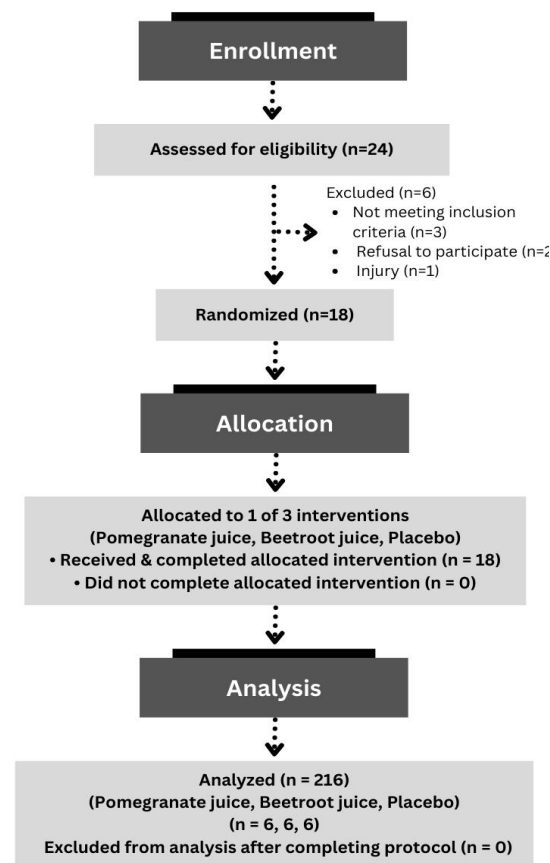 Enrollment
Assessed for eligibility (n=24)
Excluded (n=6)
• Not meeting inclusion
criteria (n=3)
• Refusal to participate (n=2
• Injury (n=1)
Randomized (n=18)
Allocation
Allocated to 1 of 3 interventions
(Pomegranate juice, Beetroot juice, Placebo)
• Received & completed allocated intervention (n = 18)
• Did not complete allocated intervention (n = 0)
Analysis
Analyzed (n = 216)
(Pomegranate juice, Beetroot juice, Placebo)
(n = 6, 6, 6)
Excluded from analysis after completing protocol (n = 0)